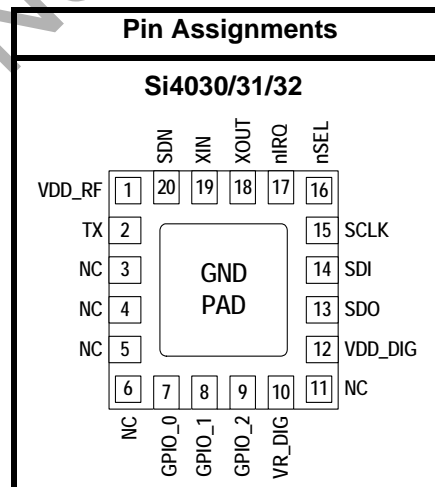 Pin Assignments
Si4030/31/32
SDN
XIN
XOUT
nIRQ
nSEL
VDD_RF 1 20 19 18 17 16
TX 2 15 SCLK
NC 3 GND 14 SDI
NC 4 PAD 13 SDO
NC 5 12 VDD_DIG
6 7 8 9 10 11 NC
NC
GPIO_0
GPIO_1
GPIO_2
VR_DIG